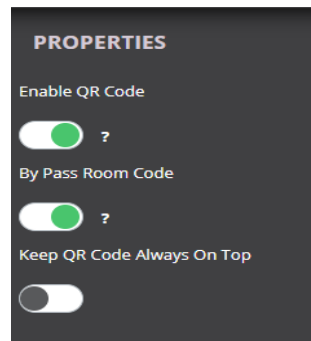 PROPERTIES
Enable QR Code
?
By Pass Room Code
?
Keep QR Code Always On Top